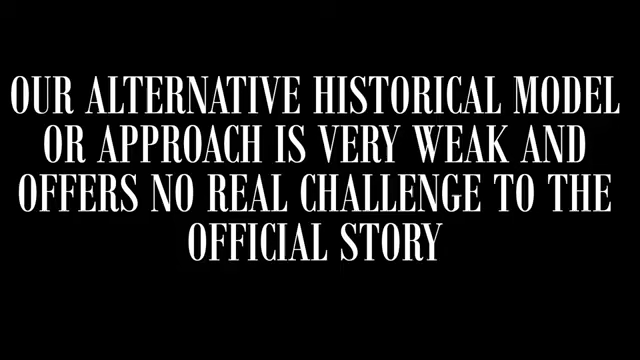 OUR ALTERNATIVE HISTORICAL MODEL
OR APPROACH IS VERY WEAK AND
OFFERS NO REAL CHALLENGE TO THE
OFFICIAL STORY